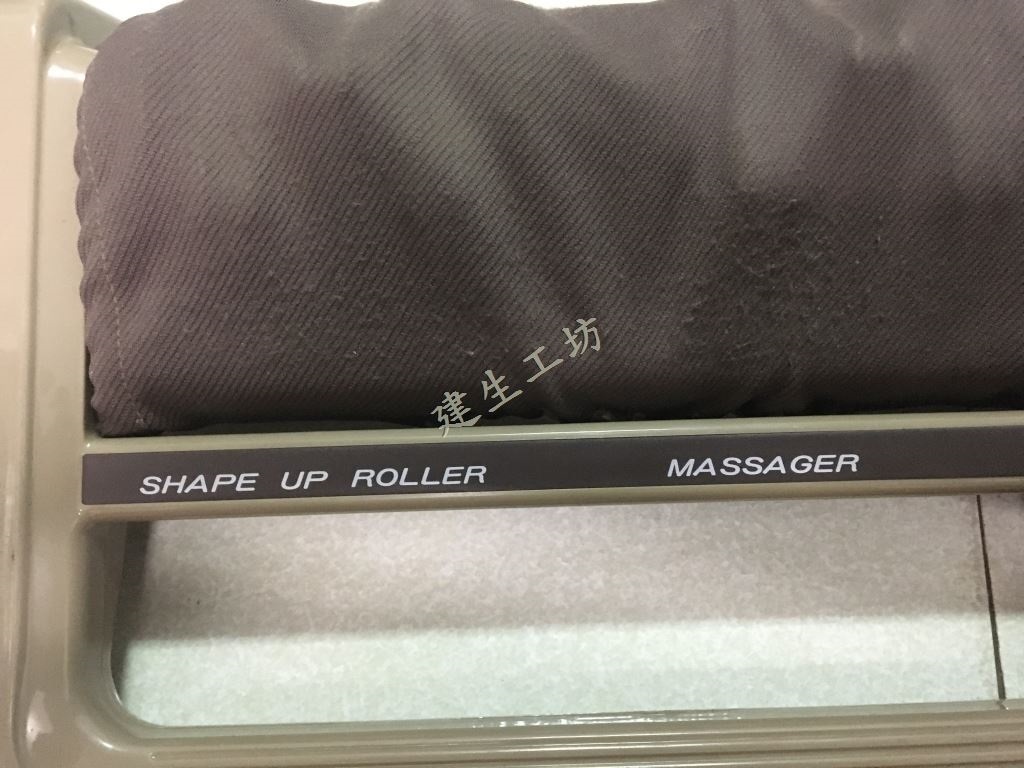 建生工坊
SHAPE UP ROLLER MASSAGER